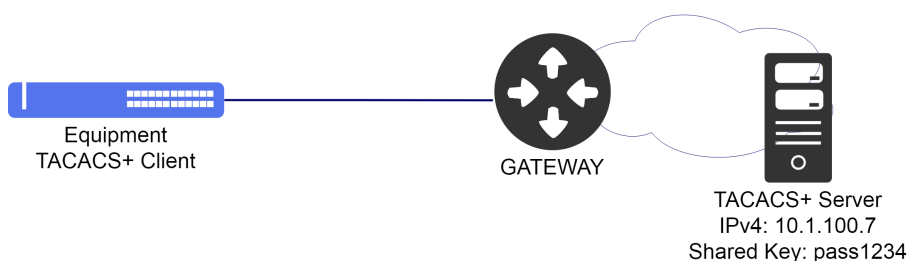 Equipment
TACACS+ Client
GATEWAY
TACACS+ Server
IPv4: 10.1.100.7
Shared Key: pass1234